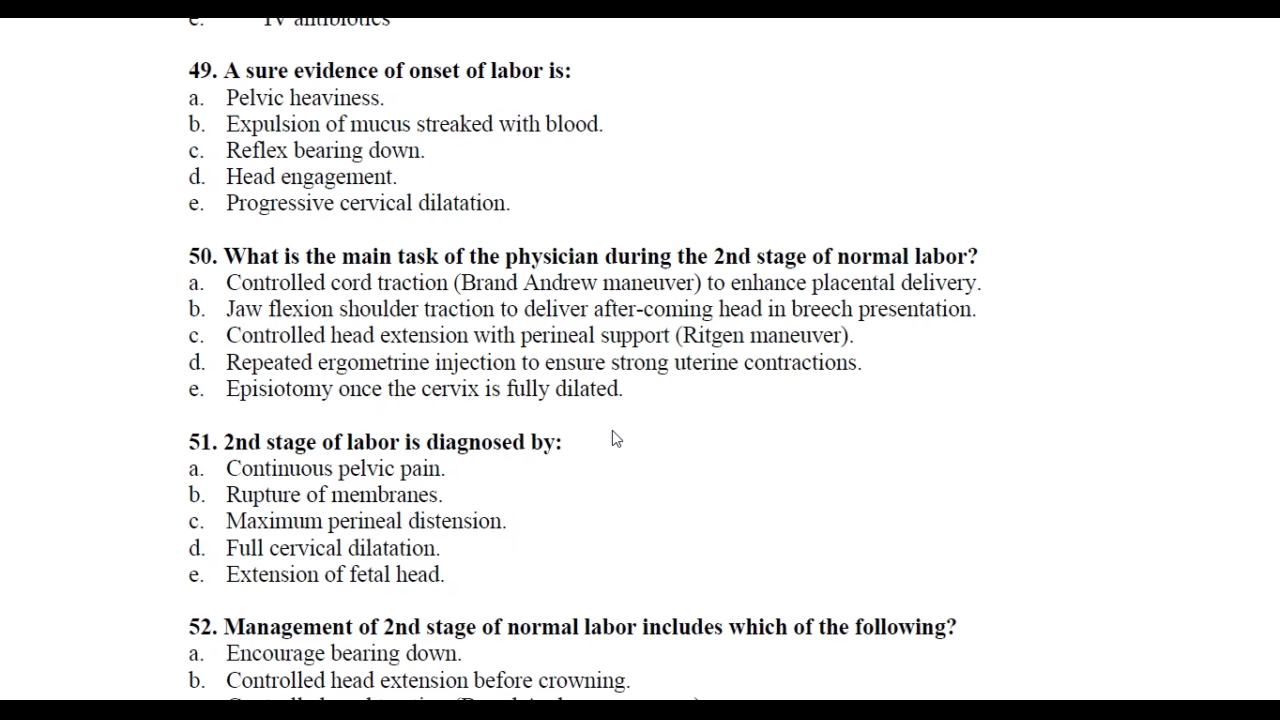 e. IV antibiotics
49. A sure evidence of onset of labor is:
a. Pelvic heaviness.
b. Expulsion of mucus streaked with blood.
c. Reflex bearing down.
d. Head engagement.
e. Progressive cervical dilatation.
50. What is the main task of the physician during the 2nd stage of normal labor?
a. Controlled cord traction (Brand Andrew maneuver) to enhance placental delivery.
b. Jaw flexion shoulder traction to deliver after-coming head in breech presentation.
c. Controlled head extension with perineal support (Ritgen maneuver).
d. Repeated ergometrine injection to ensure strong uterine contractions.
e. Episiotomy once the cervix is fully dilated.
51. 2nd stage of labor is diagnosed by:
a. Continuous pelvic pain.
b. Rupture of membranes.
c. Maximum perineal distension.
d. Full cervical dilatation.
e. Extension of fetal head.
52. Management of 2nd stage of normal labor includes which of the following?
a. Encourage bearing down.
b. Controlled head extension before crowning.